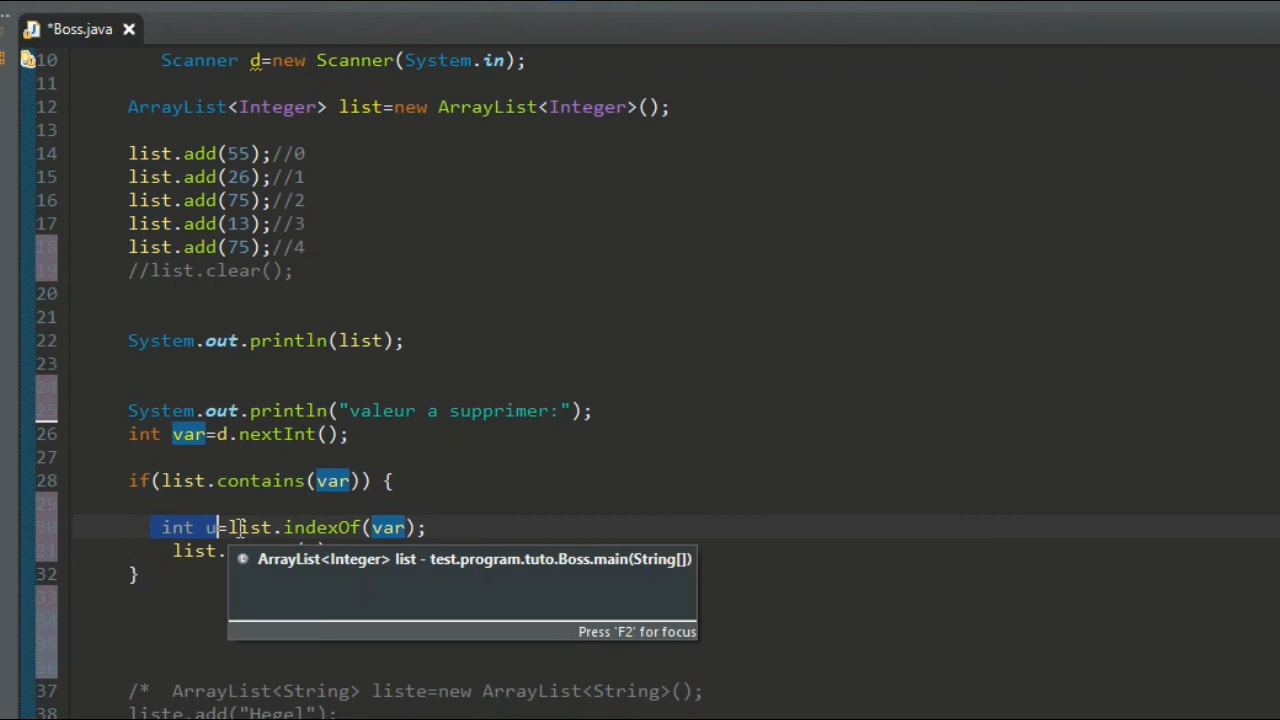 *Boss.java
10 Scanner d=new Scanner(System.in);
11
12 ArrayList<Integer> list=new ArrayList<Integer>();
13
14 list.add(55);//0
15 list.add(26);//1
16 list.add(75);//2
17 list.add(13);//3
18 list.add(75);//4
19 //list.clear();
20
21
22 System.out.println(list);
23
24
25 System.out.println("valeur a supprimer:");
26 int var=d.nextInt();
27
28 if(list.contains(var)) {
29
30 int u=list.indexOf(var);
31 list.
ArrayList<Integer> list - test.program.tuto.Boss.main(String[])
32 }
33
34
Press 'F2' for focus
35
36
37 /* ArrayList<String> liste=new ArrayList<String>();
38 liste.add("Hegel");